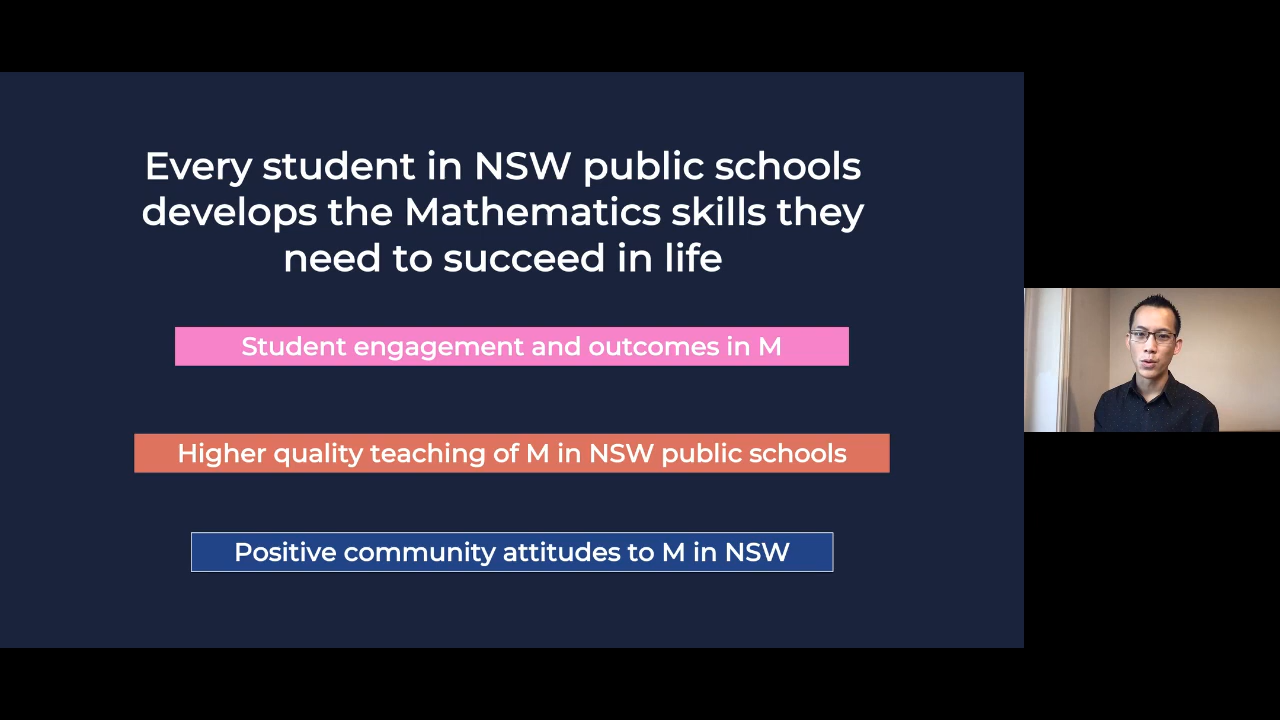 Every student in NSW public schools
develops the Mathematics skills they
need to succeed in life
Student engagement and outcomes in M
Higher quality teaching of M in NSW public schools
Positive community attitudes to M in NSW